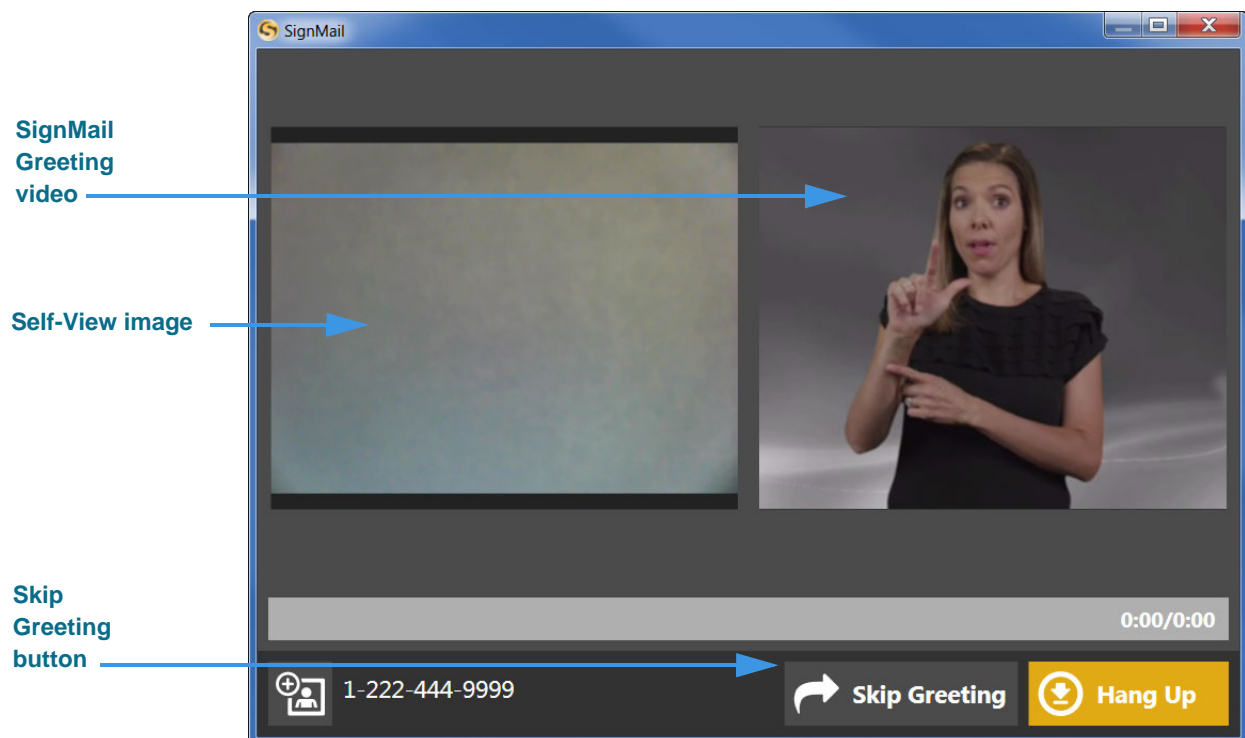 SignMail
SignMail
Greeting
video
Self-View image
Skip
Greeting
button
0:00/0:00
1-222-444-9999
Skip Greeting
Hang Up